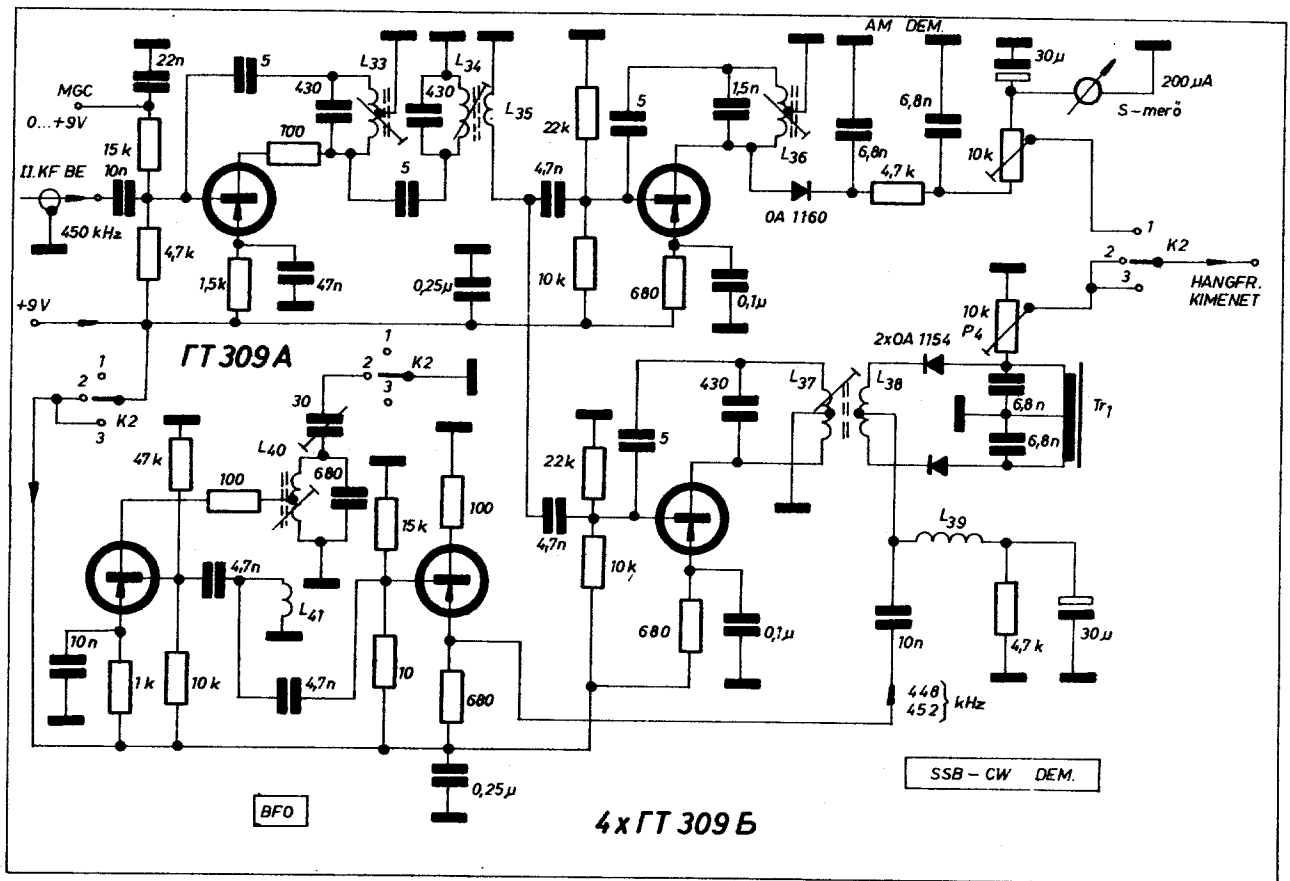 AM DEM.
22n
5
L33
L34
30µ
200µA
MGC
430
430
1,5n
S-merő
0...+9V
L35
5
6,8n
22k
15k
100
10k
L36
6,8n
10n
4,7n
4,7k
II.KF BE
5
0A 1160
1
450 kHz
2
K2
4,7k
3
1,5k
47n
0,25µ
10k
680
0,1µ
HANGFR.
KIMENET
10k
P4
+9V
ГТ 309A
2x0A 1154
1
1
2
K2
L37
L38
2
3
430
6,8n
Tr1
3
K2
30
6,8n
5
L40
47k
22k
680
100
15k
100
L39
4,7n
4,7n
10k
L41
10n
680
0,1µ
4,7k
30µ
10n
1k
10k
4,7n
10
680
448
452
kHz
0,25µ
SSB - CW DEM.
BFO
4x ГТ 309 Б